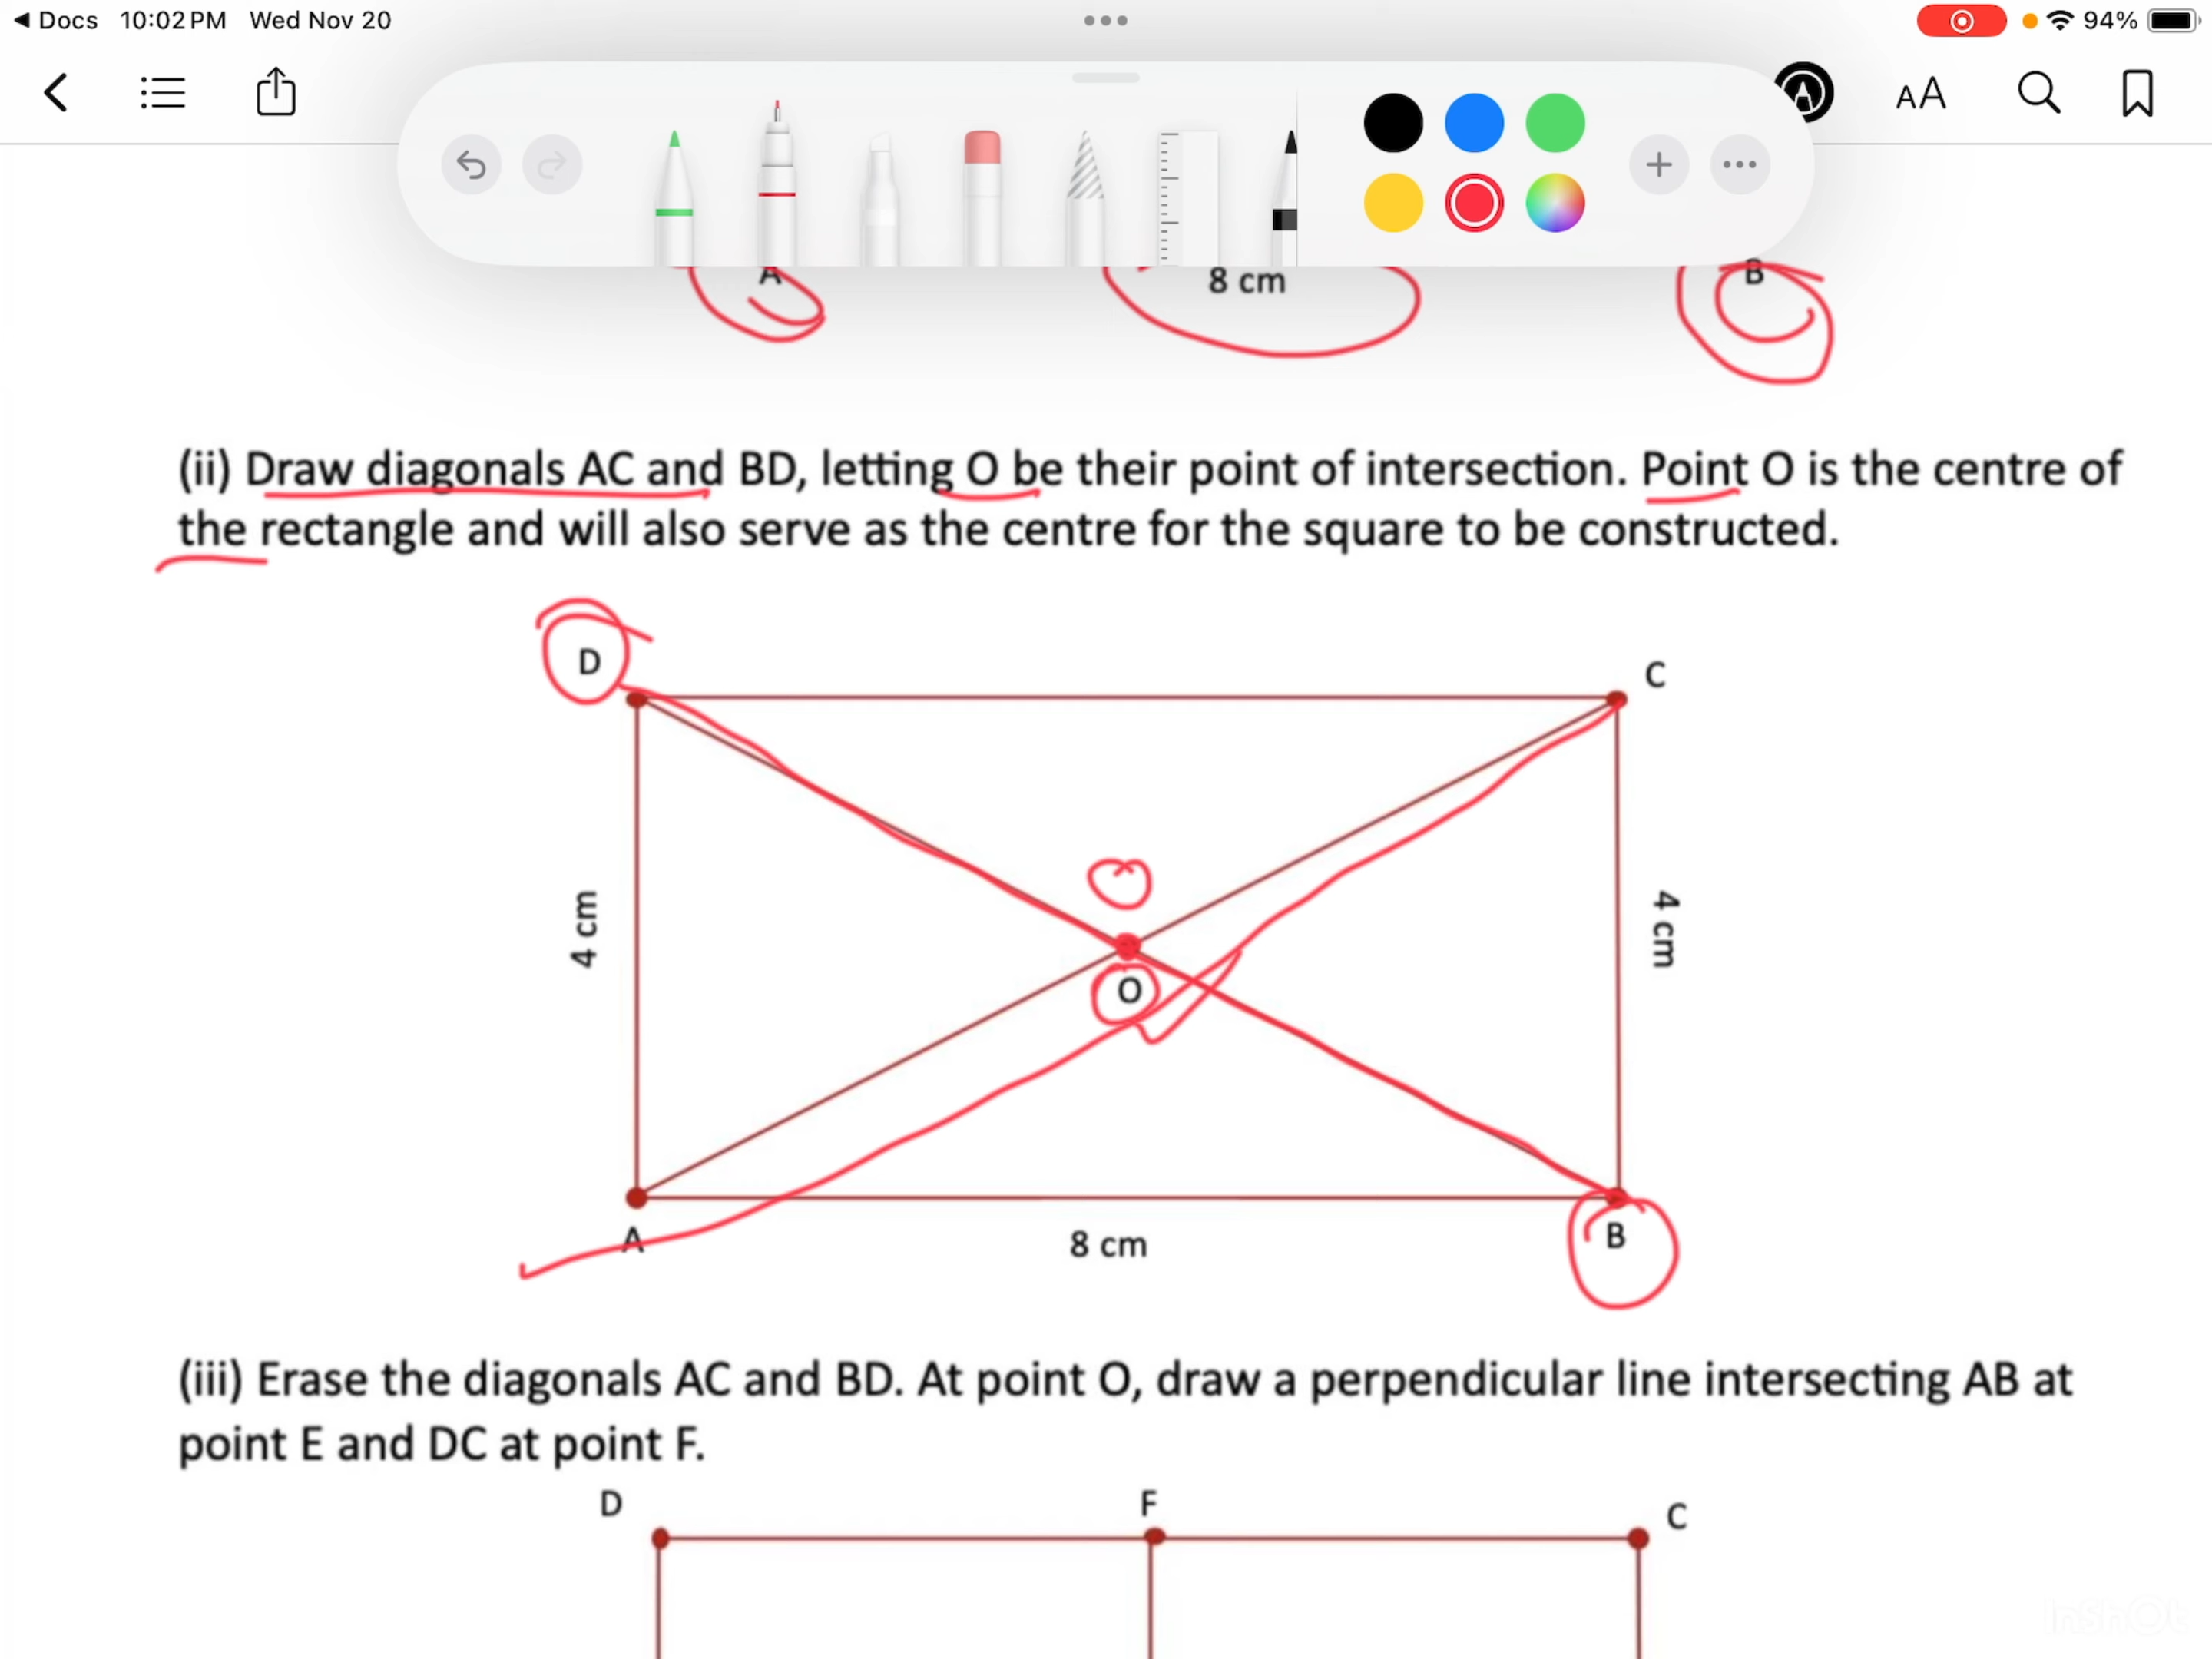 Docs 10:02 PM Wed Nov 20
94%
AA
A
8 cm
B
(ii) Draw diagonals AC and BD, letting O be their point of intersection. Point O is the centre of
the rectangle and will also serve as the centre for the square to be constructed.
D
C
4 cm
4 cm
O
A
8 cm
B
(iii) Erase the diagonals AC and BD. At point O, draw a perpendicular line intersecting AB at
point E and DC at point F.
D
F
C
InShOt